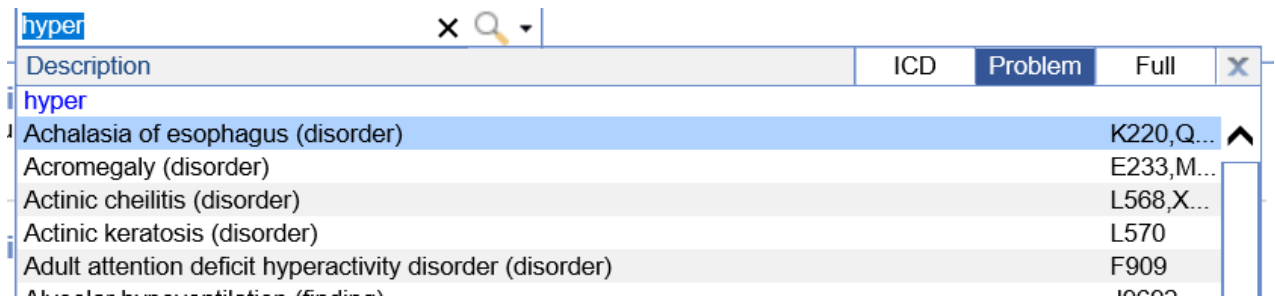 hyper
Description ICD Problem Full X
hyper
Achalasia of esophagus (disorder) K220,Q...
Acromegaly (disorder) E233,M...
Actinic cheilitis (disorder) L568,X...
Actinic keratosis (disorder) L570
Adult attention deficit hyperactivity disorder (disorder) F909